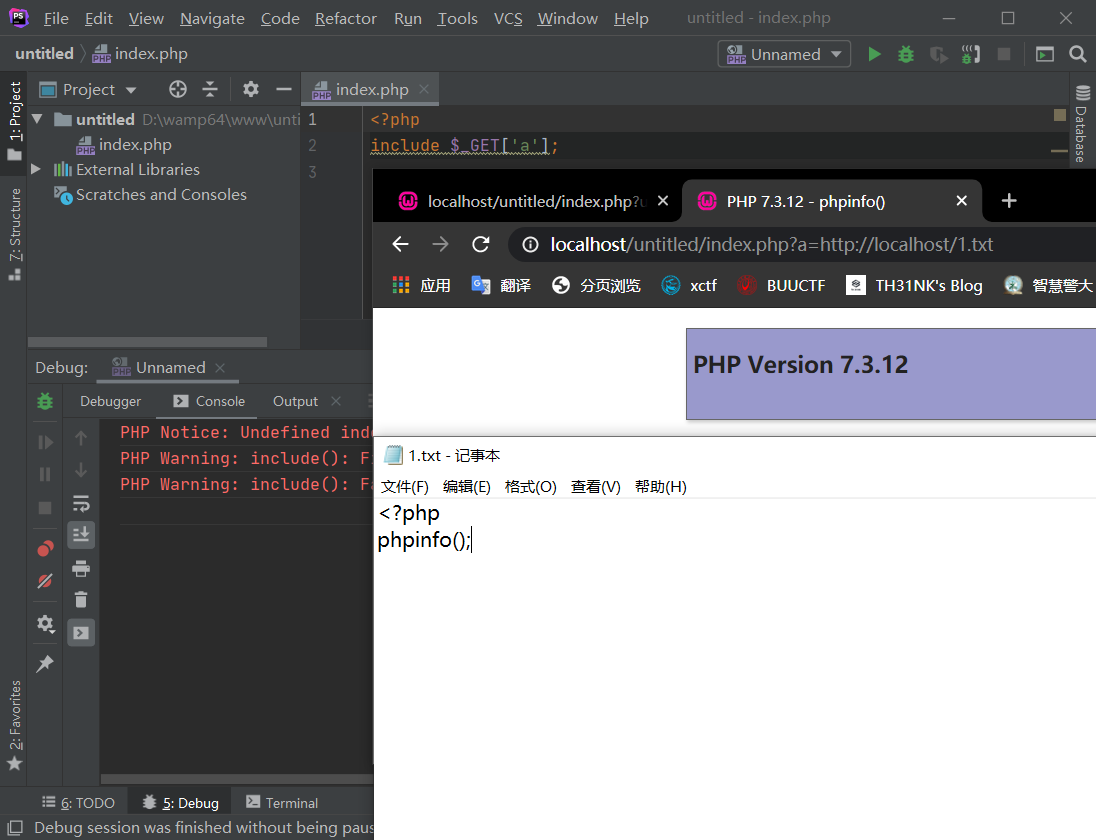 File Edit View Navigate Code Refactor Run Tools VCS Window Help untitled - index.php
untitled index.php Unnamed
Project index.php
1: Project
untitled D:\wamp64\www\unti
index.php
External Libraries
Scratches and Consoles
7: Structure
Database
1 <?php
2 include $_GET['a'];
3
localhost/untitled/index.php? PHP 7.3.12 - phpinfo()
localhost/untitled/index.php?a=http://localhost/1.txt
应用 翻译 分页浏览 xctf BUUCTF TH31NK's Blog 智慧警大
PHP Version 7.3.12
Debug: Unnamed
Debugger Console Output
PHP Notice: Undefined ind
PHP Warning: include(): F
PHP Warning: include(): Fa
1.txt - 记事本
文件(F) 编辑(E) 格式(O) 查看(V) 帮助(H)
<?php
phpinfo();
2: Favorites
6: TODO 5: Debug Terminal
Debug session was finished without being paus